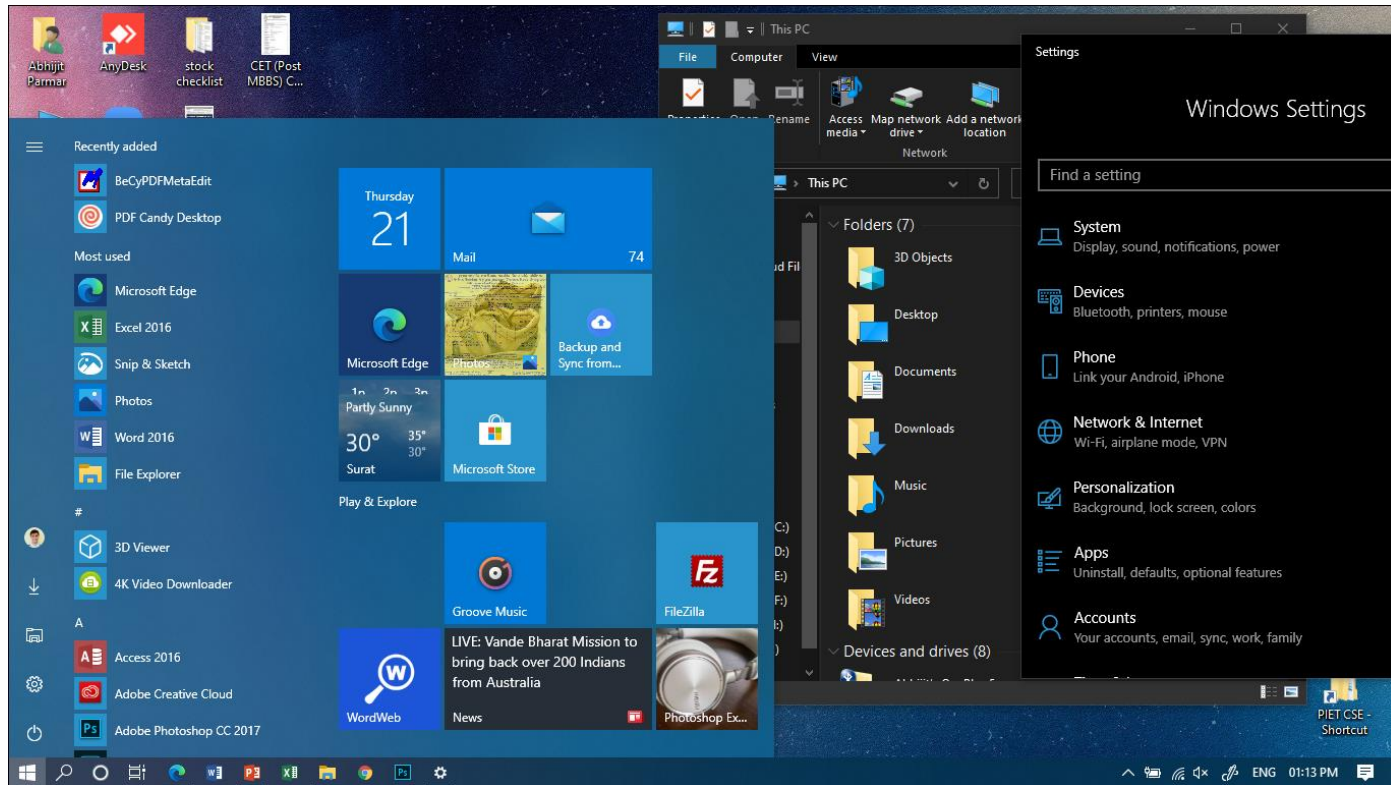 Abhijit
Parmar
AnyDesk
stock
checklist
CET (Post
MBBS) C...
This PC
File
Computer
View
Properties
Open
Rename
Access
media
Map network
drive
Add a network
location
Network
This PC
ud Fil
C:)
D:)
E:)
F:)
I:)
)
Folders (7)
3D Objects
Desktop
Documents
Downloads
Music
Pictures
Videos
Devices and drives (8)
Settings
Windows Settings
Find a setting
System
Display, sound, notifications, power
Devices
Bluetooth, printers, mouse
Phone
Link your Android, iPhone
Network & Internet
Wi-Fi, airplane mode, VPN
Personalization
Background, lock screen, colors
Apps
Uninstall, defaults, optional features
Accounts
Your accounts, email, sync, work, family
Recently added
BeCyPDFMetaEdit
PDF Candy Desktop
Most used
Microsoft Edge
Excel 2016
Snip & Sketch
Photos
Word 2016
File Explorer
#
3D Viewer
4K Video Downloader
A
Access 2016
Adobe Creative Cloud
Adobe Photoshop CC 2017
Thursday
21
Mail 74
Microsoft Edge
Photos
Backup and
Sync from...
1p 2p 3p
Partly Sunny
30° 35°
30°
Surat
Microsoft Store
Play & Explore
Groove Music
FileZilla
WordWeb
LIVE: Vande Bharat Mission to
bring back over 200 Indians
from Australia
News
Photoshop Ex...
PIET CSE -
Shortcut
ENG 01:13 PM